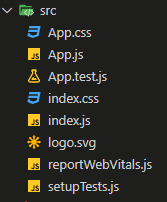 src
App.css
App.js
App.test.js
index.css
index.js
logo.svg
reportWebVitals.js
setupTests.js